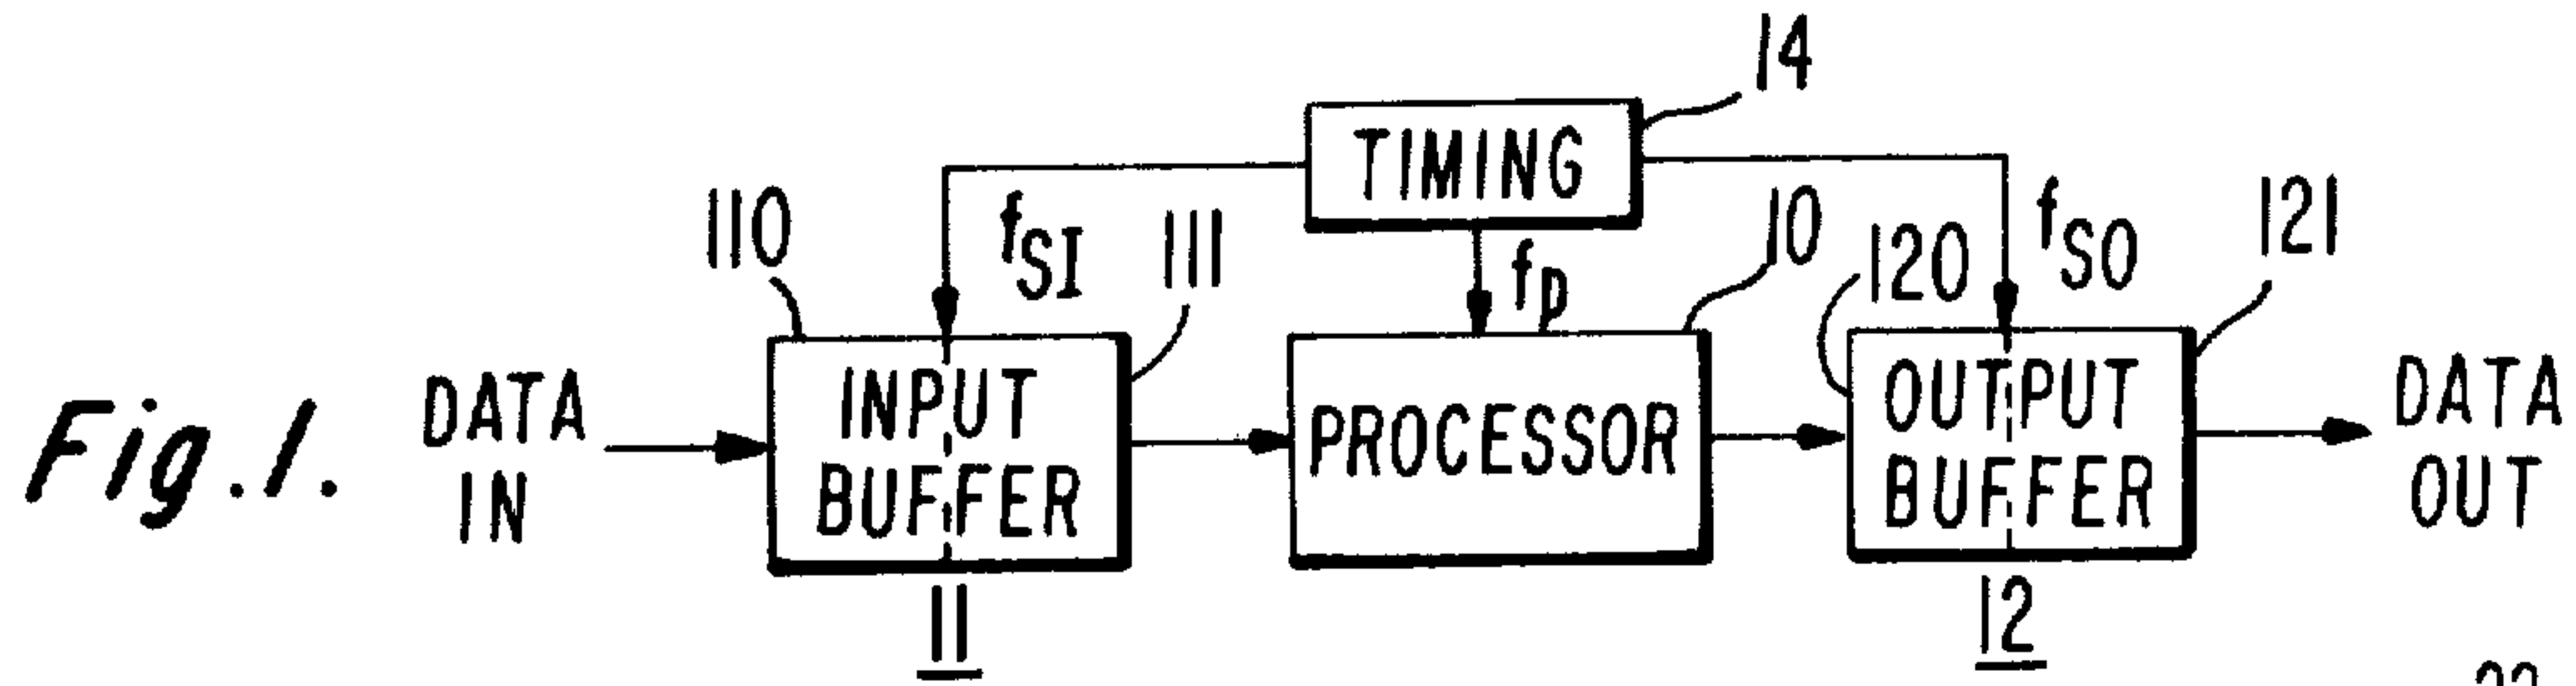 14
TIMING
110
fSI
111
fp
10
120
fSO
121
Fig. 1.
DATA
IN
INPUT
BUFFER
PROCESSOR
OUTPUT
BUFFER
DATA
OUT
11
12